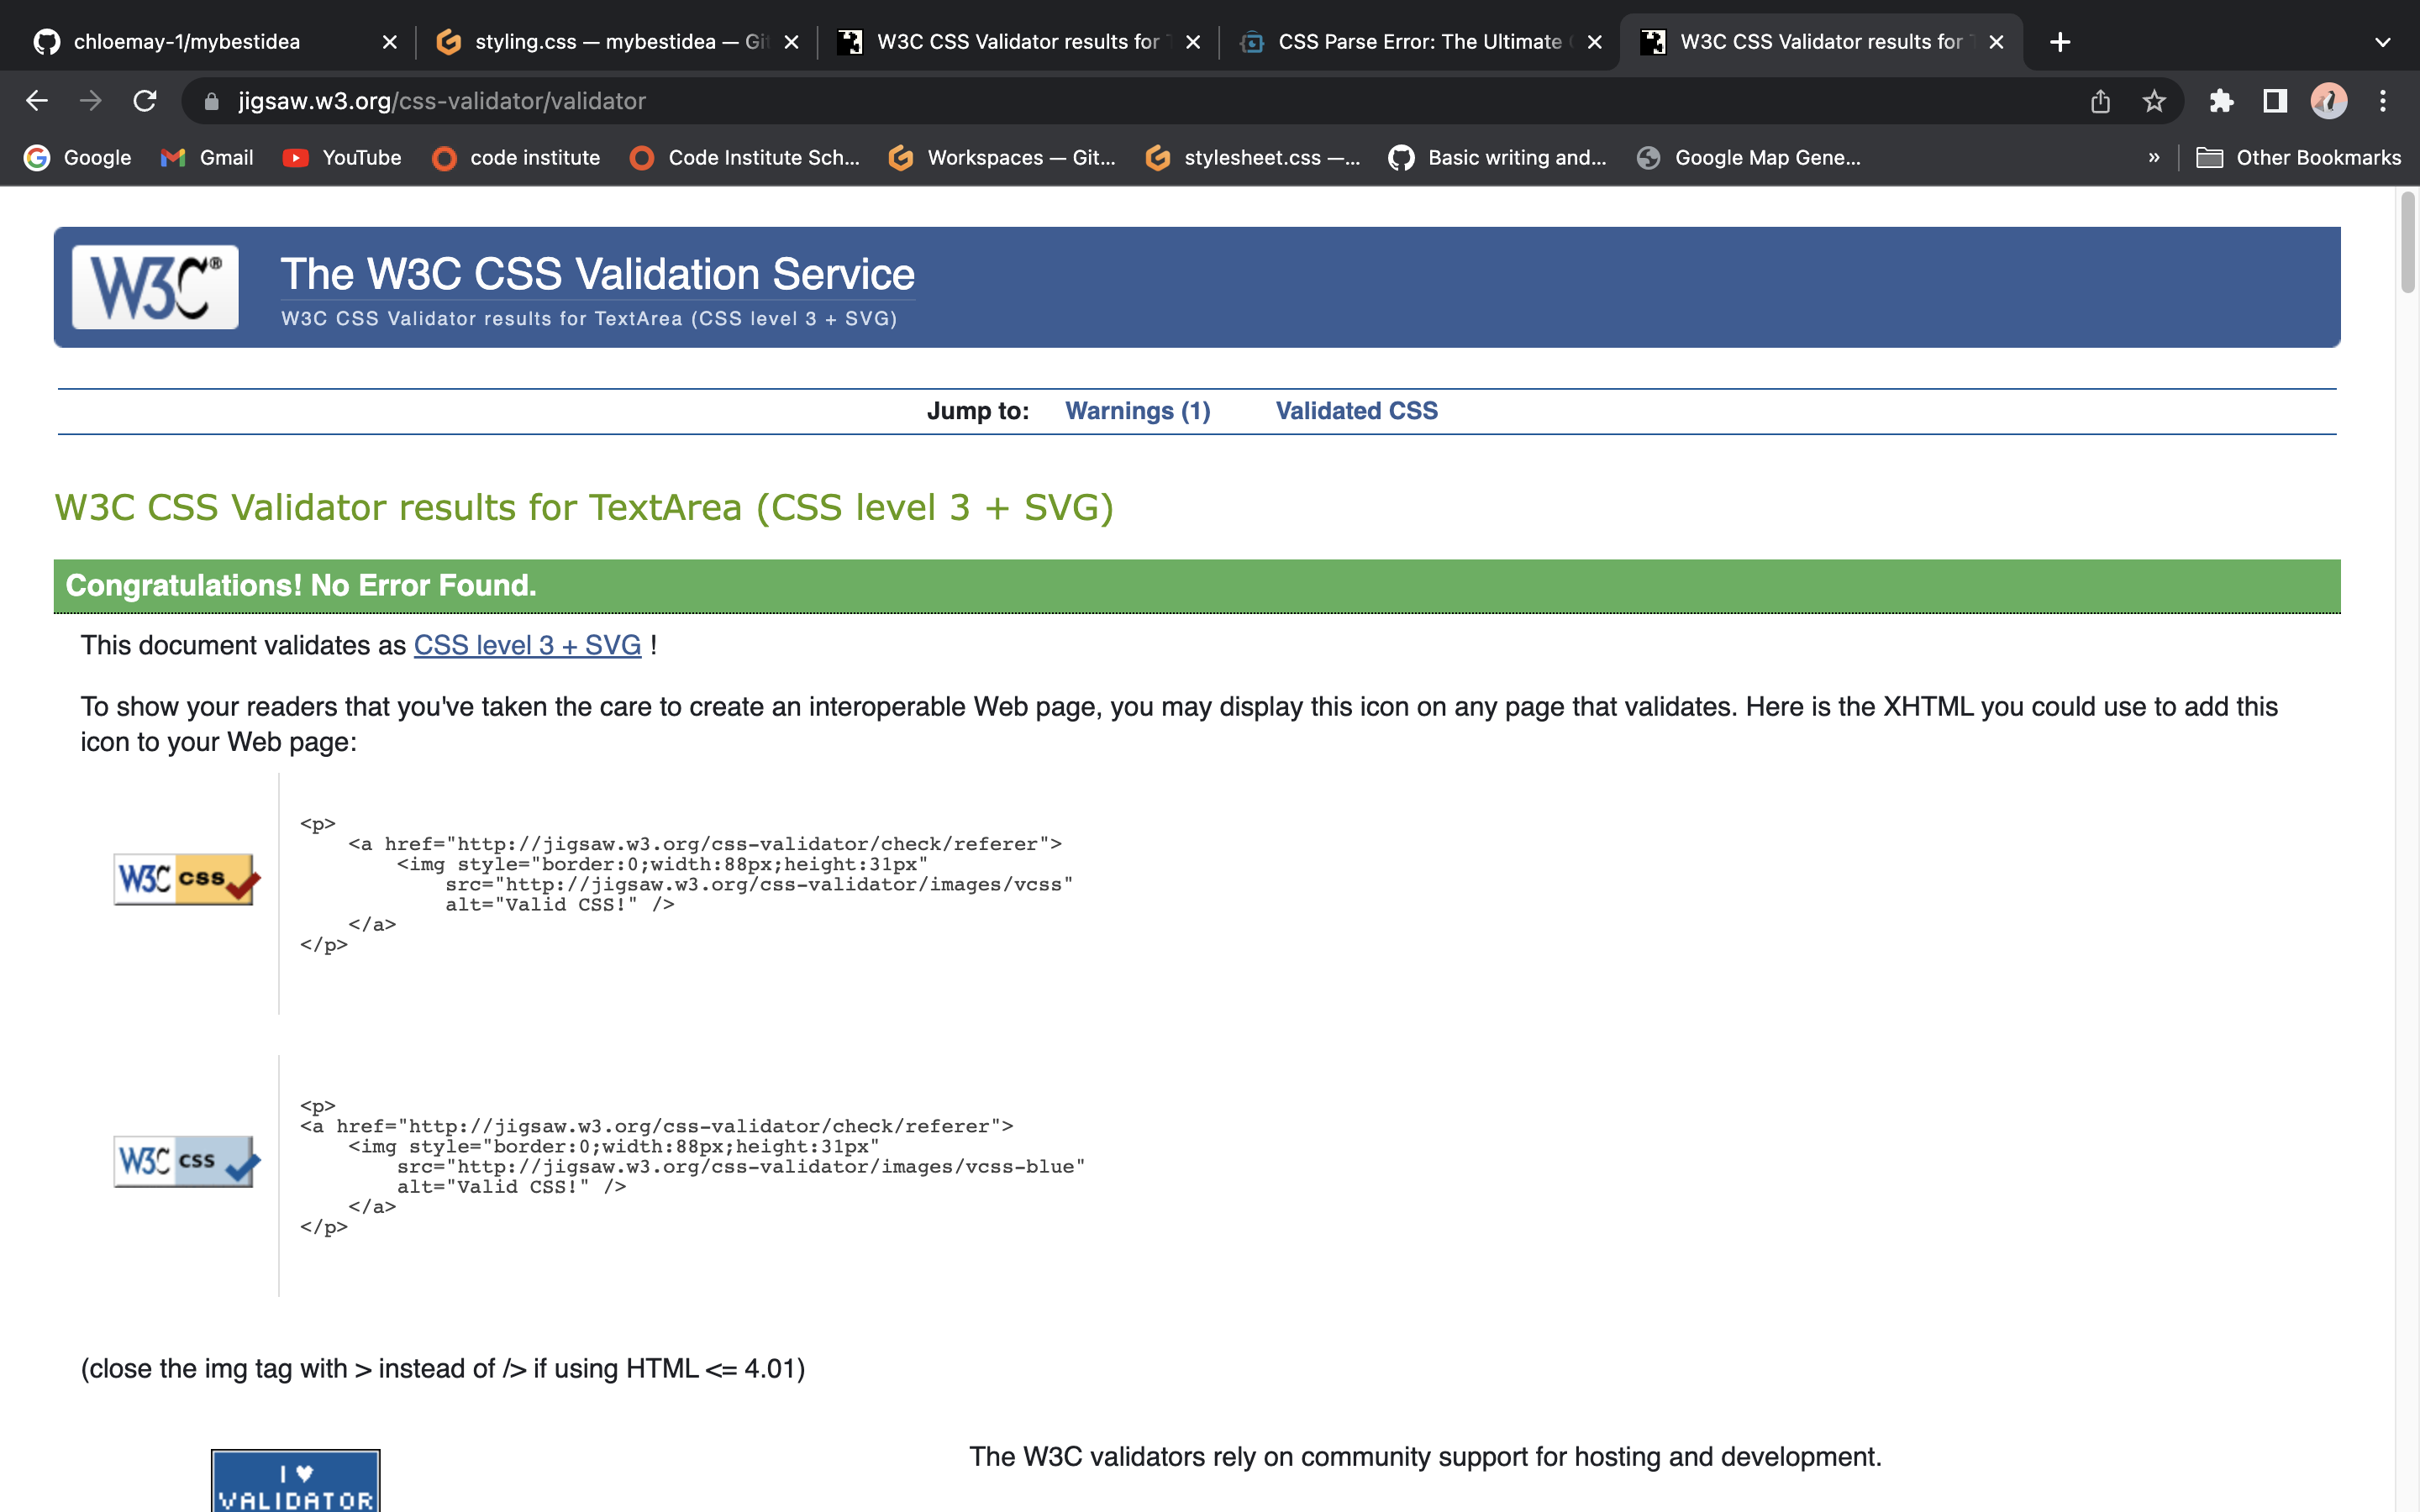 chloemay-1/mybestidea
styling.css — mybestidea — Git
W3C CSS Validator results for T
CSS Parse Error: The Ultimate
W3C CSS Validator results for T
jigsaw.w3.org/css-validator/validator
Google
Gmail
YouTube
code institute
Code Institute Sch...
Workspaces — Git...
stylesheet.css —...
Basic writing and...
Google Map Gene...
»
Other Bookmarks
W3C®
The W3C CSS Validation Service
W3C CSS Validator results for TextArea (CSS level 3 + SVG)
Jump to: Warnings (1) Validated CSS
W3C CSS Validator results for TextArea (CSS level 3 + SVG)
Congratulations! No Error Found.
This document validates as CSS level 3 + SVG !
To show your readers that you've taken the care to create an interoperable Web page, you may display this icon on any page that validates. Here is the XHTML you could use to add this
icon to your Web page:
W3C css
<p>
<a href="http://jigsaw.w3.org/css-validator/check/referer">
<img style="border:0;width:88px;height:31px"
src="http://jigsaw.w3.org/css-validator/images/vcss"
alt="Valid CSS!" />
</a>
</p>
W3C css
<p>
<a href="http://jigsaw.w3.org/css-validator/check/referer">
<img style="border:0;width:88px;height:31px"
src="http://jigsaw.w3.org/css-validator/images/vcss-blue"
alt="Valid CSS!" />
</a>
</p>
(close the img tag with > instead of /> if using HTML <= 4.01)
I ♥
VALIDATOR
The W3C validators rely on community support for hosting and development.